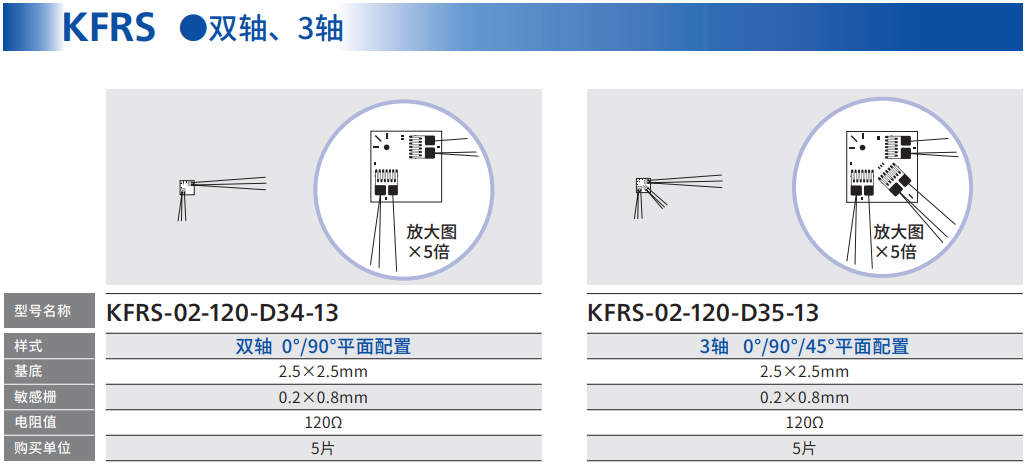 KFRS ●双轴、3轴
放大图
×5倍
放大图
×5倍
型号名称 KFRS-02-120-D34-13 KFRS-02-120-D35-13
样式 双轴 0°/90°平面配置 3轴 0°/90°/45°平面配置
基底 2.5×2.5mm 2.5×2.5mm
敏感栅 0.2×0.8mm 0.2×0.8mm
电阻值 120Ω 120Ω
购买单位 5片 5片